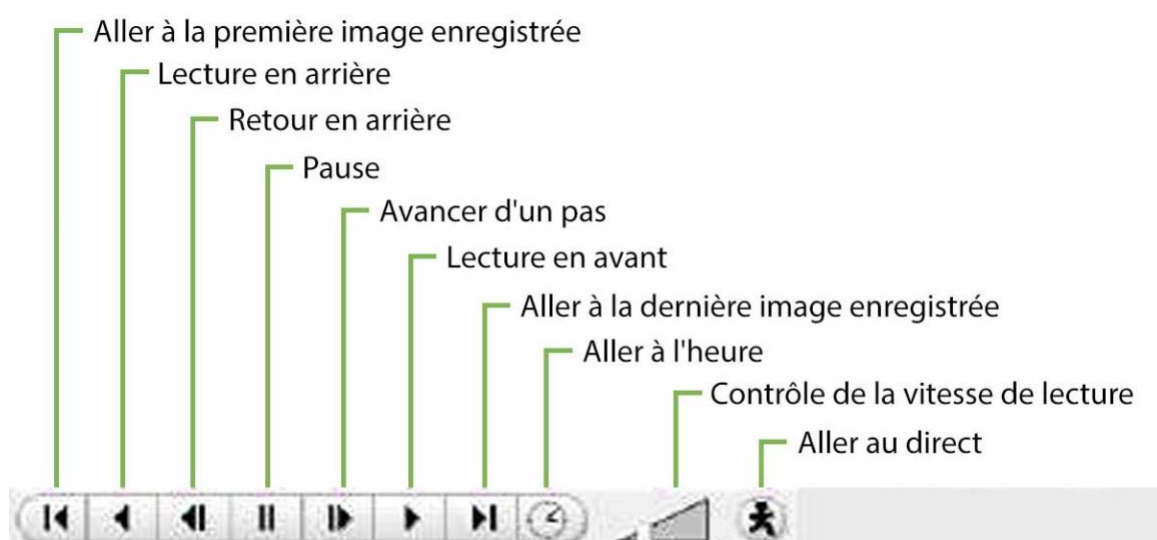 Aller à la première image enregistrée
Lecture en arrière
Retour en arrière
Pause
Avancer d'un pas
Lecture en avant
Aller à la dernière image enregistrée
Aller à l'heure
Contrôle de la vitesse de lecture
Aller au direct